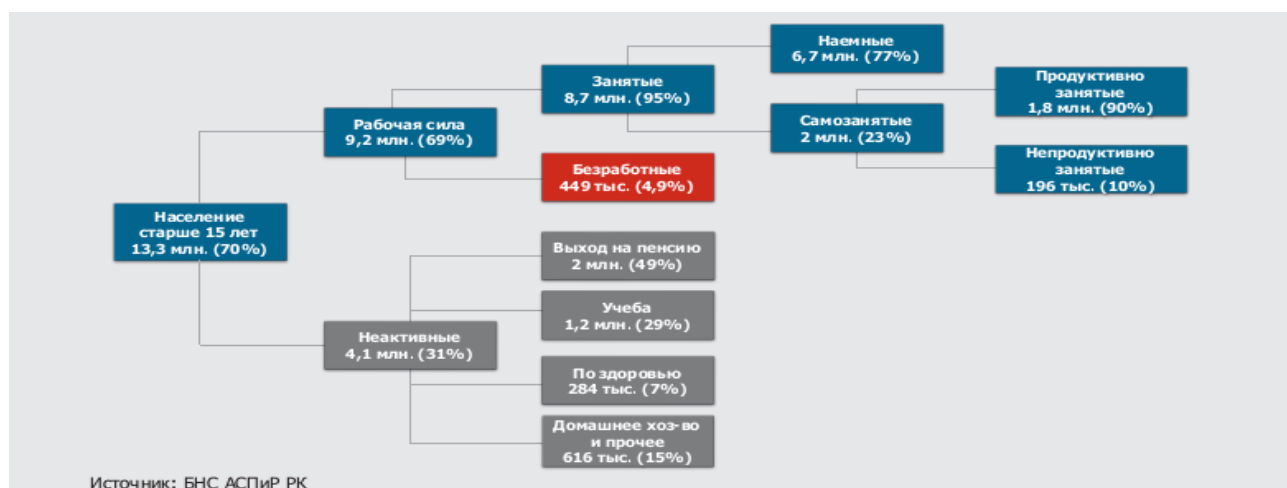 Наемные
6,7 млн. (77%)
Занятые
8,7 млн. (95%)
Продуктивно
занятые
1,8 млн. (90%)
Рабочая сила
9,2 млн. (69%)
Самозанятые
2 млн. (23%)
Безработные
449 тыс. (4,9%)
Непродуктивно
занятые
196 тыс. (10%)
Население
старше 15 лет
13,3 млн. (70%)
Выход на пенсию
2 млн. (49%)
Учеба
1,2 млн. (29%)
Неактивные
4,1 млн. (31%)
По здоровью
284 тыс. (7%)
Домашнее хоз-во
и прочее
616 тыс. (15%)
Источник: БНС АСПиР РК